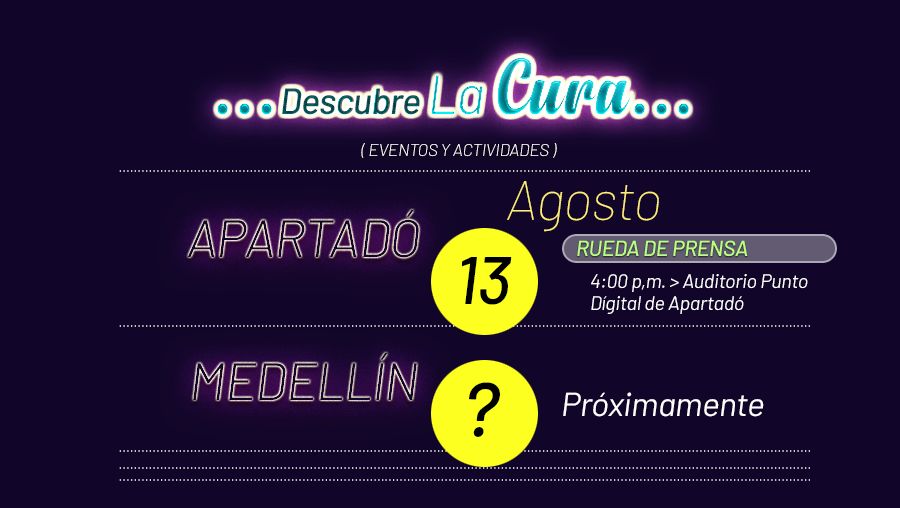 ...Descubre La Cura...
( EVENTOS Y ACTIVIDADES )
Agosto
APARTADÓ
13
RUEDA DE PRENSA
4:00 p,m. > Auditorio Punto
Dígital de Apartadó
MEDELLÍN
?
Próximamente